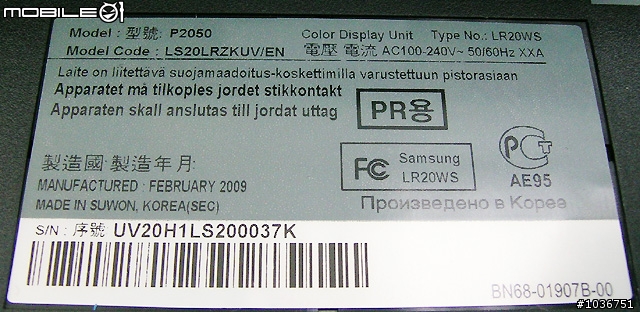 MOBILE01
Model : 型號: P2050
Color Display Unit Type No.: LR20WS
Model Code : LS20LRZKUV/EN
電壓 電流 AC100-240V~ 50/60Hz XXA
Laite on liitettävä suojamaadoitus-koskettimilla varustettuun pistorasiaan
Apparatet må tilkoples jordet stikkontakt
Apparaten skall anslutas till jordat uttag
PR용
製造國:製造年月:
MANUFACTURED : FEBRUARY 2009
MADE IN SUWON, KOREA(SEC)
FC Samsung
LR20WS
PCT
AE95
Произведено в Корее
S/N : 序號 UV20H1LS200037K
BN68-01907B-00
#1036751